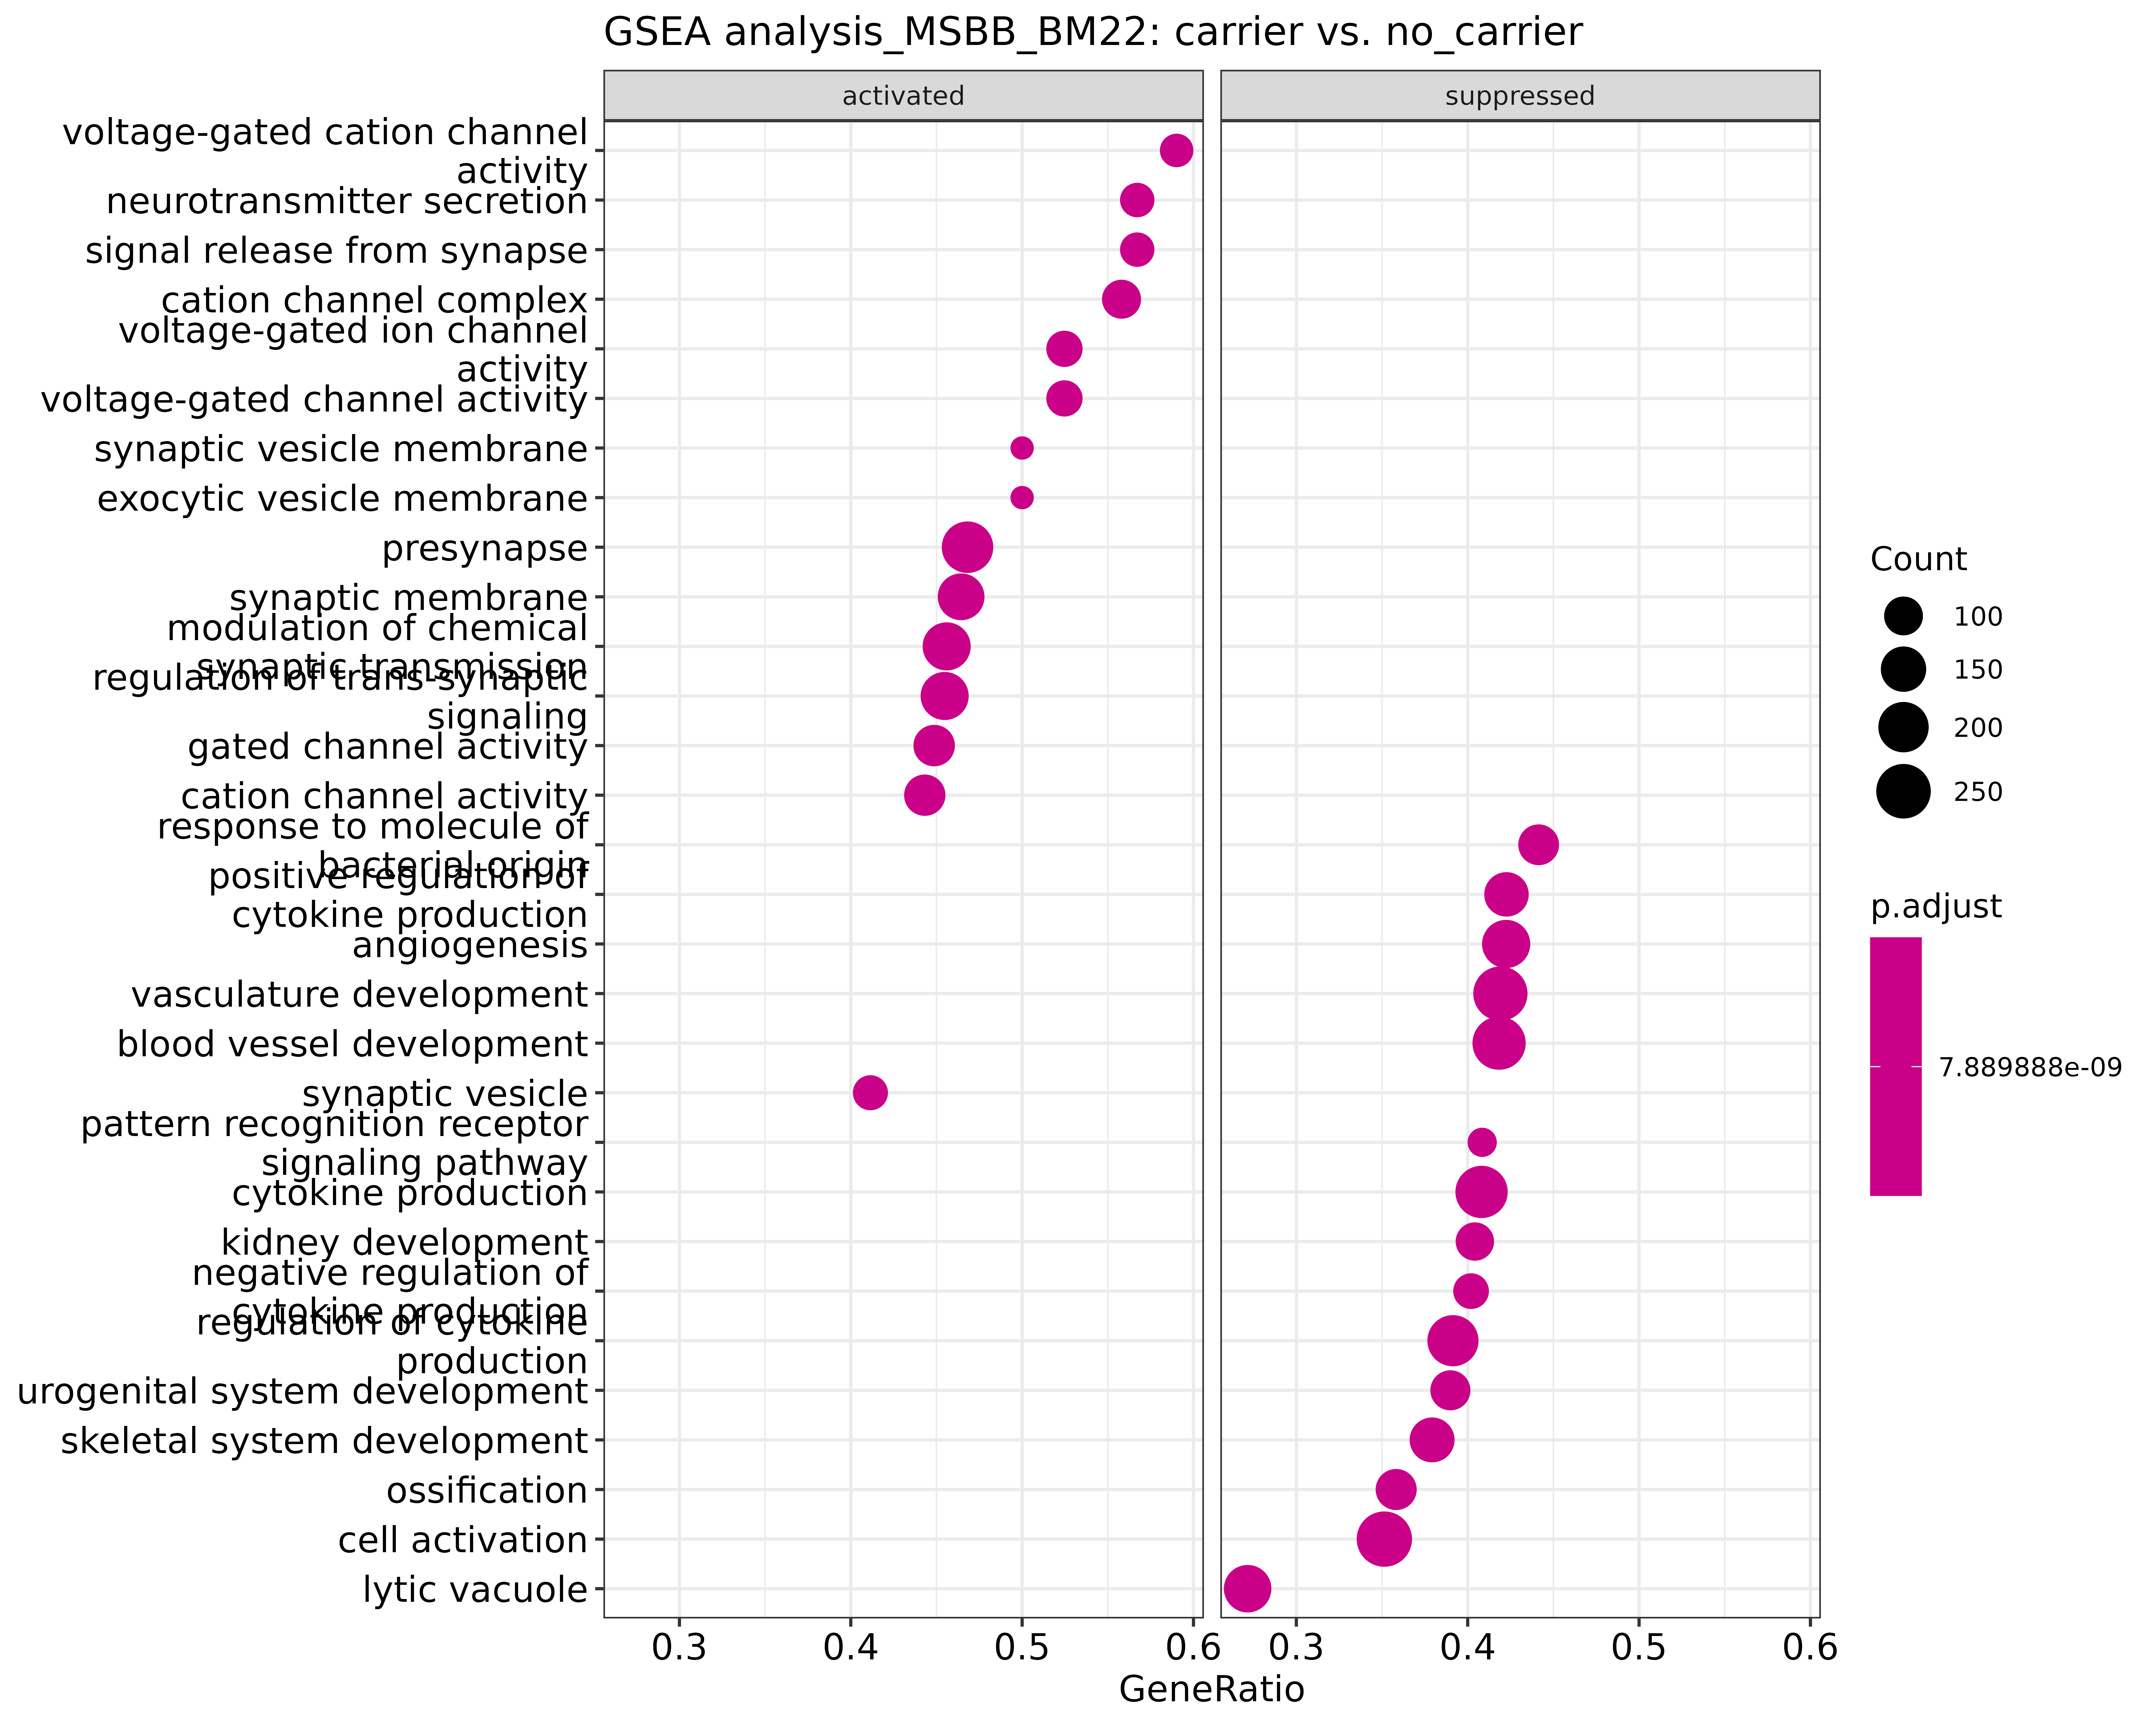 GSEA analysis_MSBB_BM22: carrier vs. no_carrier
activated
suppressed
voltage-gated cation channel
activity
neurotransmitter secretion
signal release from synapse
cation channel complex
voltage-gated ion channel
activity
voltage-gated channel activity
synaptic vesicle membrane
exocytic vesicle membrane
presynapse
synaptic membrane
modulation of chemical
synaptic transmission
regulation of trans-synaptic
signaling
gated channel activity
cation channel activity
response to molecule of
bacterial origin
positive regulation of
cytokine production
angiogenesis
vasculature development
blood vessel development
synaptic vesicle
pattern recognition receptor
signaling pathway
cytokine production
kidney development
negative regulation of
cytokine production
regulation of cytokine
production
urogenital system development
skeletal system development
ossification
cell activation
lytic vacuole
0.3
0.4
0.5
0.6
0.3
0.4
0.5
0.6
GeneRatio
Count
100
150
200
250
p.adjust
7.889888e-09